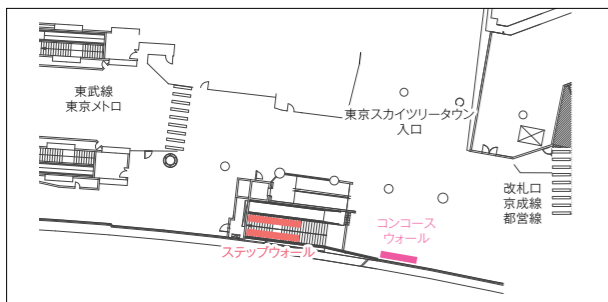 東武線
東京メトロ
東京スカイツリータウン
入口
改札口
京成線
都営線
コンコース
ウォール
ステップウォール